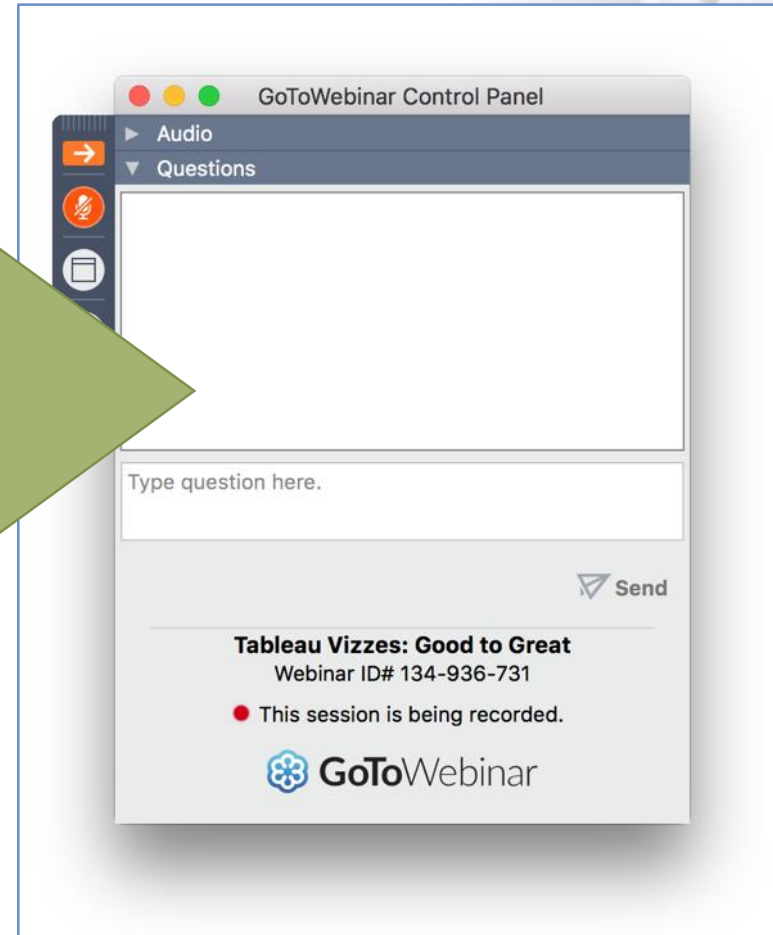 GoToWebinar Control Panel
Audio
Questions
Type question here.
Send
Tableau Vizzes: Good to Great
Webinar ID# 134-936-731
This session is being recorded.
GoToWebinar